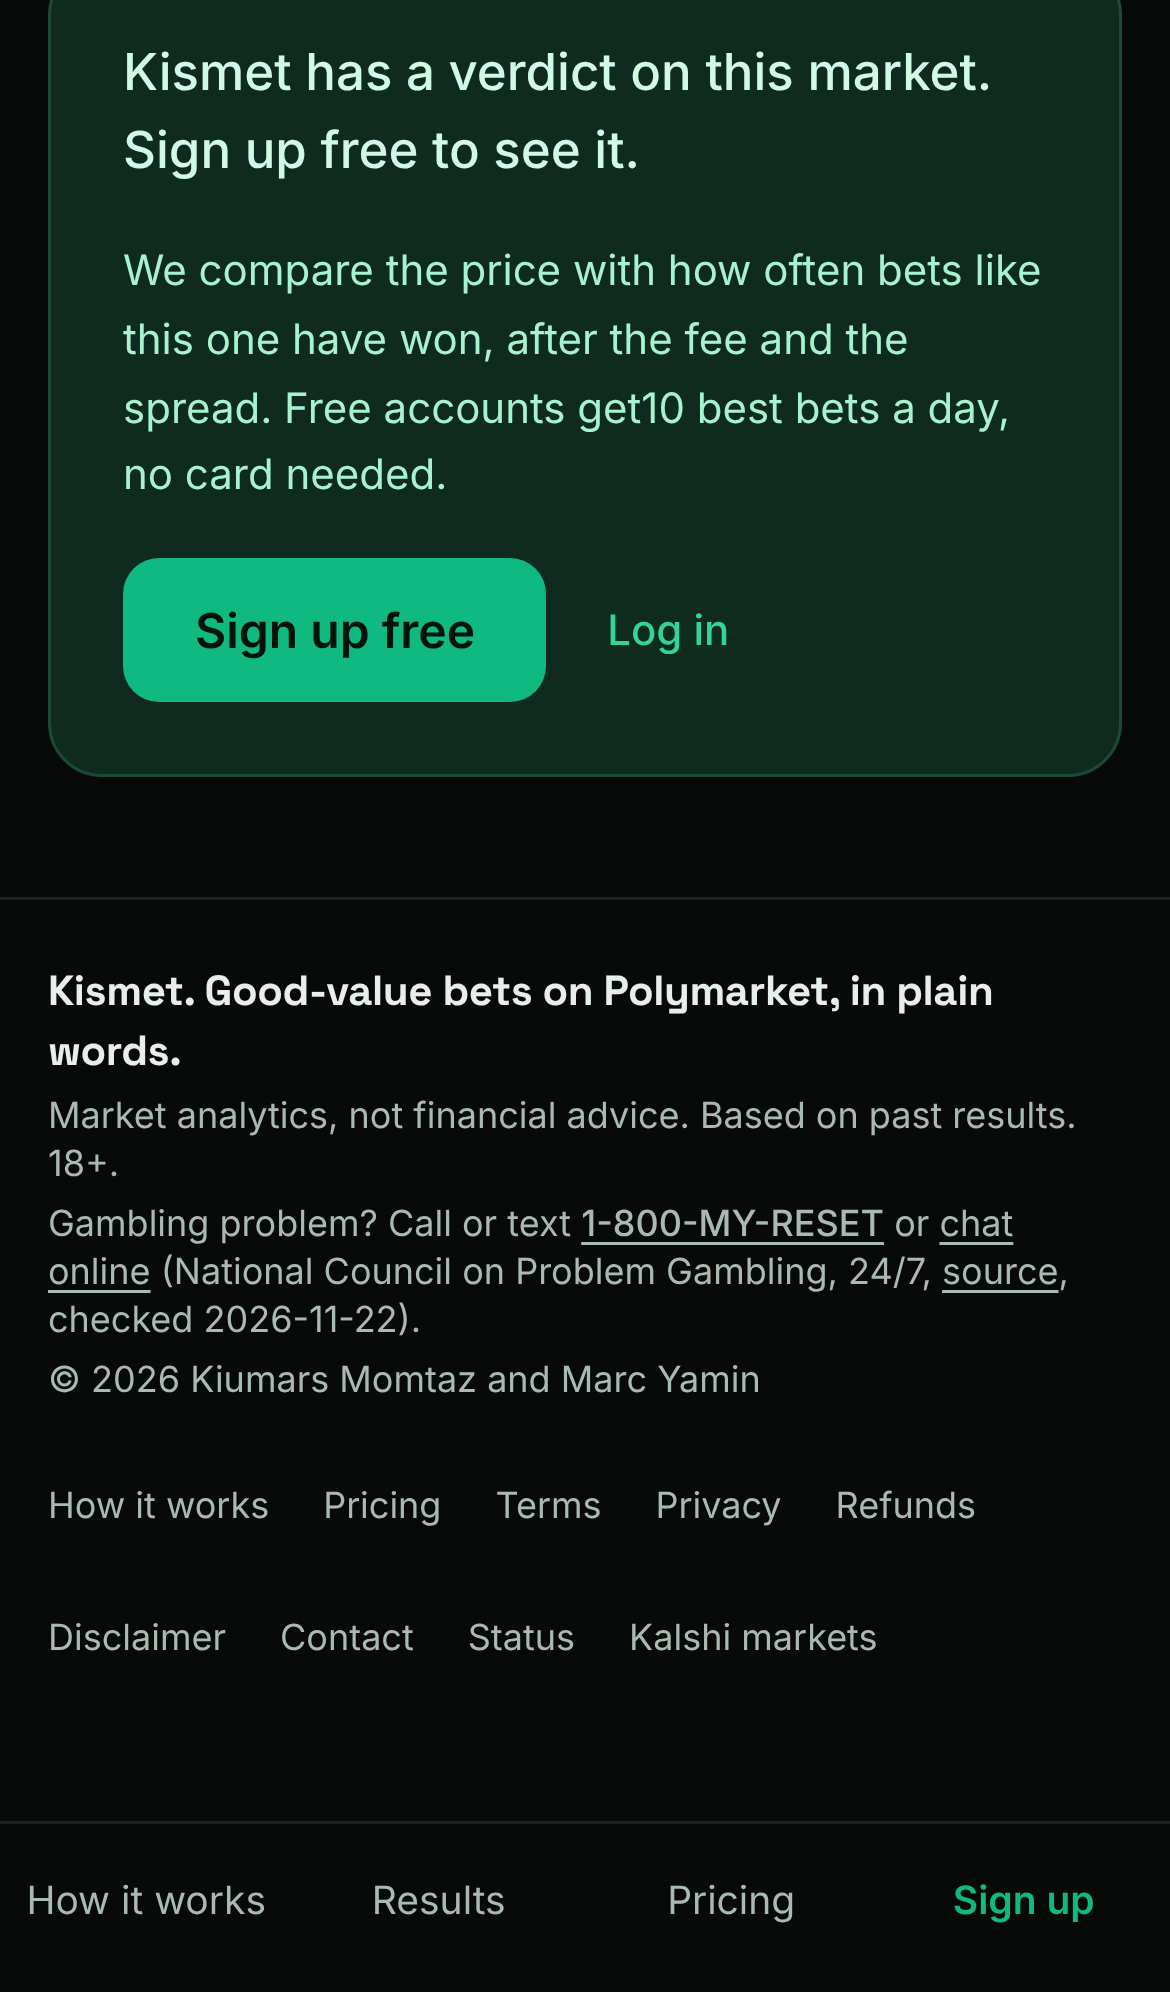 Kismet has a verdict on this market.
Sign up free to see it.
We compare the price with how often bets like
this one have won, after the fee and the
spread. Free accounts get10 best bets a day,
no card needed.
Sign up free
Log in
Kismet. Good-value bets on Polymarket, in plain
words.
Market analytics, not financial advice. Based on past results.
18+.
Gambling problem? Call or text 1-800-MY-RESET or chat
online (National Council on Problem Gambling, 24/7, source,
checked 2026-11-22).
© 2026 Kiumars Momtaz and Marc Yamin
How it works Pricing Terms Privacy Refunds
Disclaimer Contact Status Kalshi markets
How it works Results Pricing Sign up